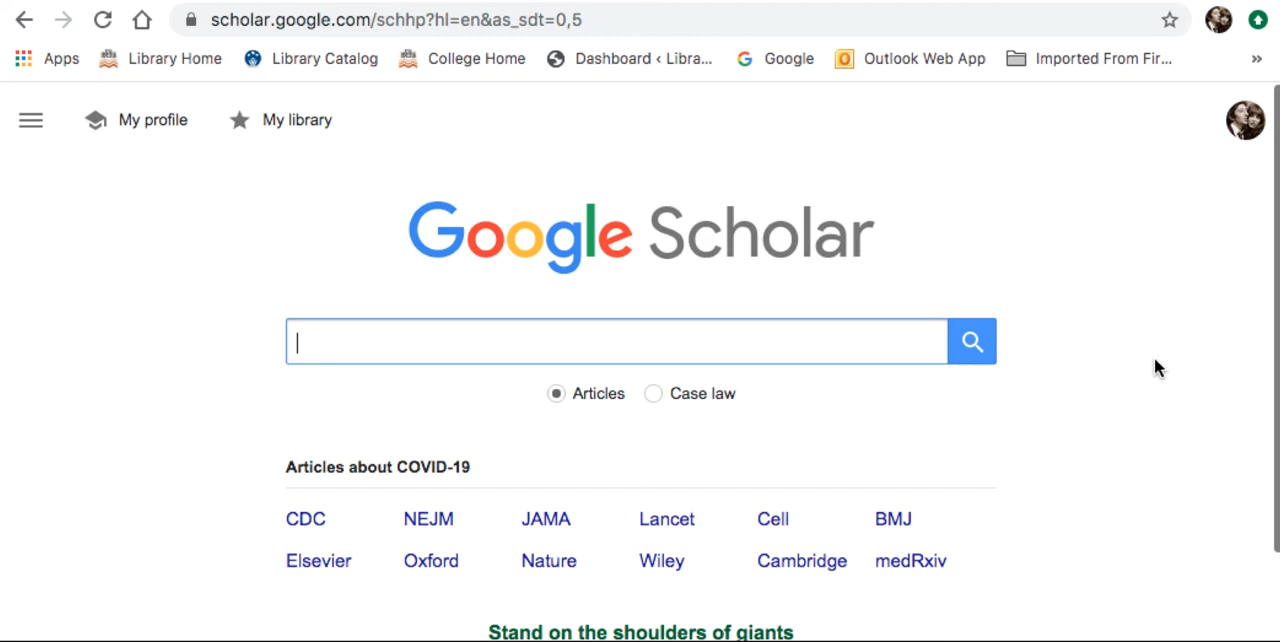 scholar.google.com/schhp?hl=en&as_sdt=0,5
Apps Library Home Library Catalog College Home Dashboard ‹ Libra... Google Outlook Web App Imported From Fir... »
My profile My library
Google Scholar
Articles Case law
Articles about COVID-19
CDC NEJM JAMA Lancet Cell BMJ
Elsevier Oxford Nature Wiley Cambridge medRxiv
Stand on the shoulders of giants